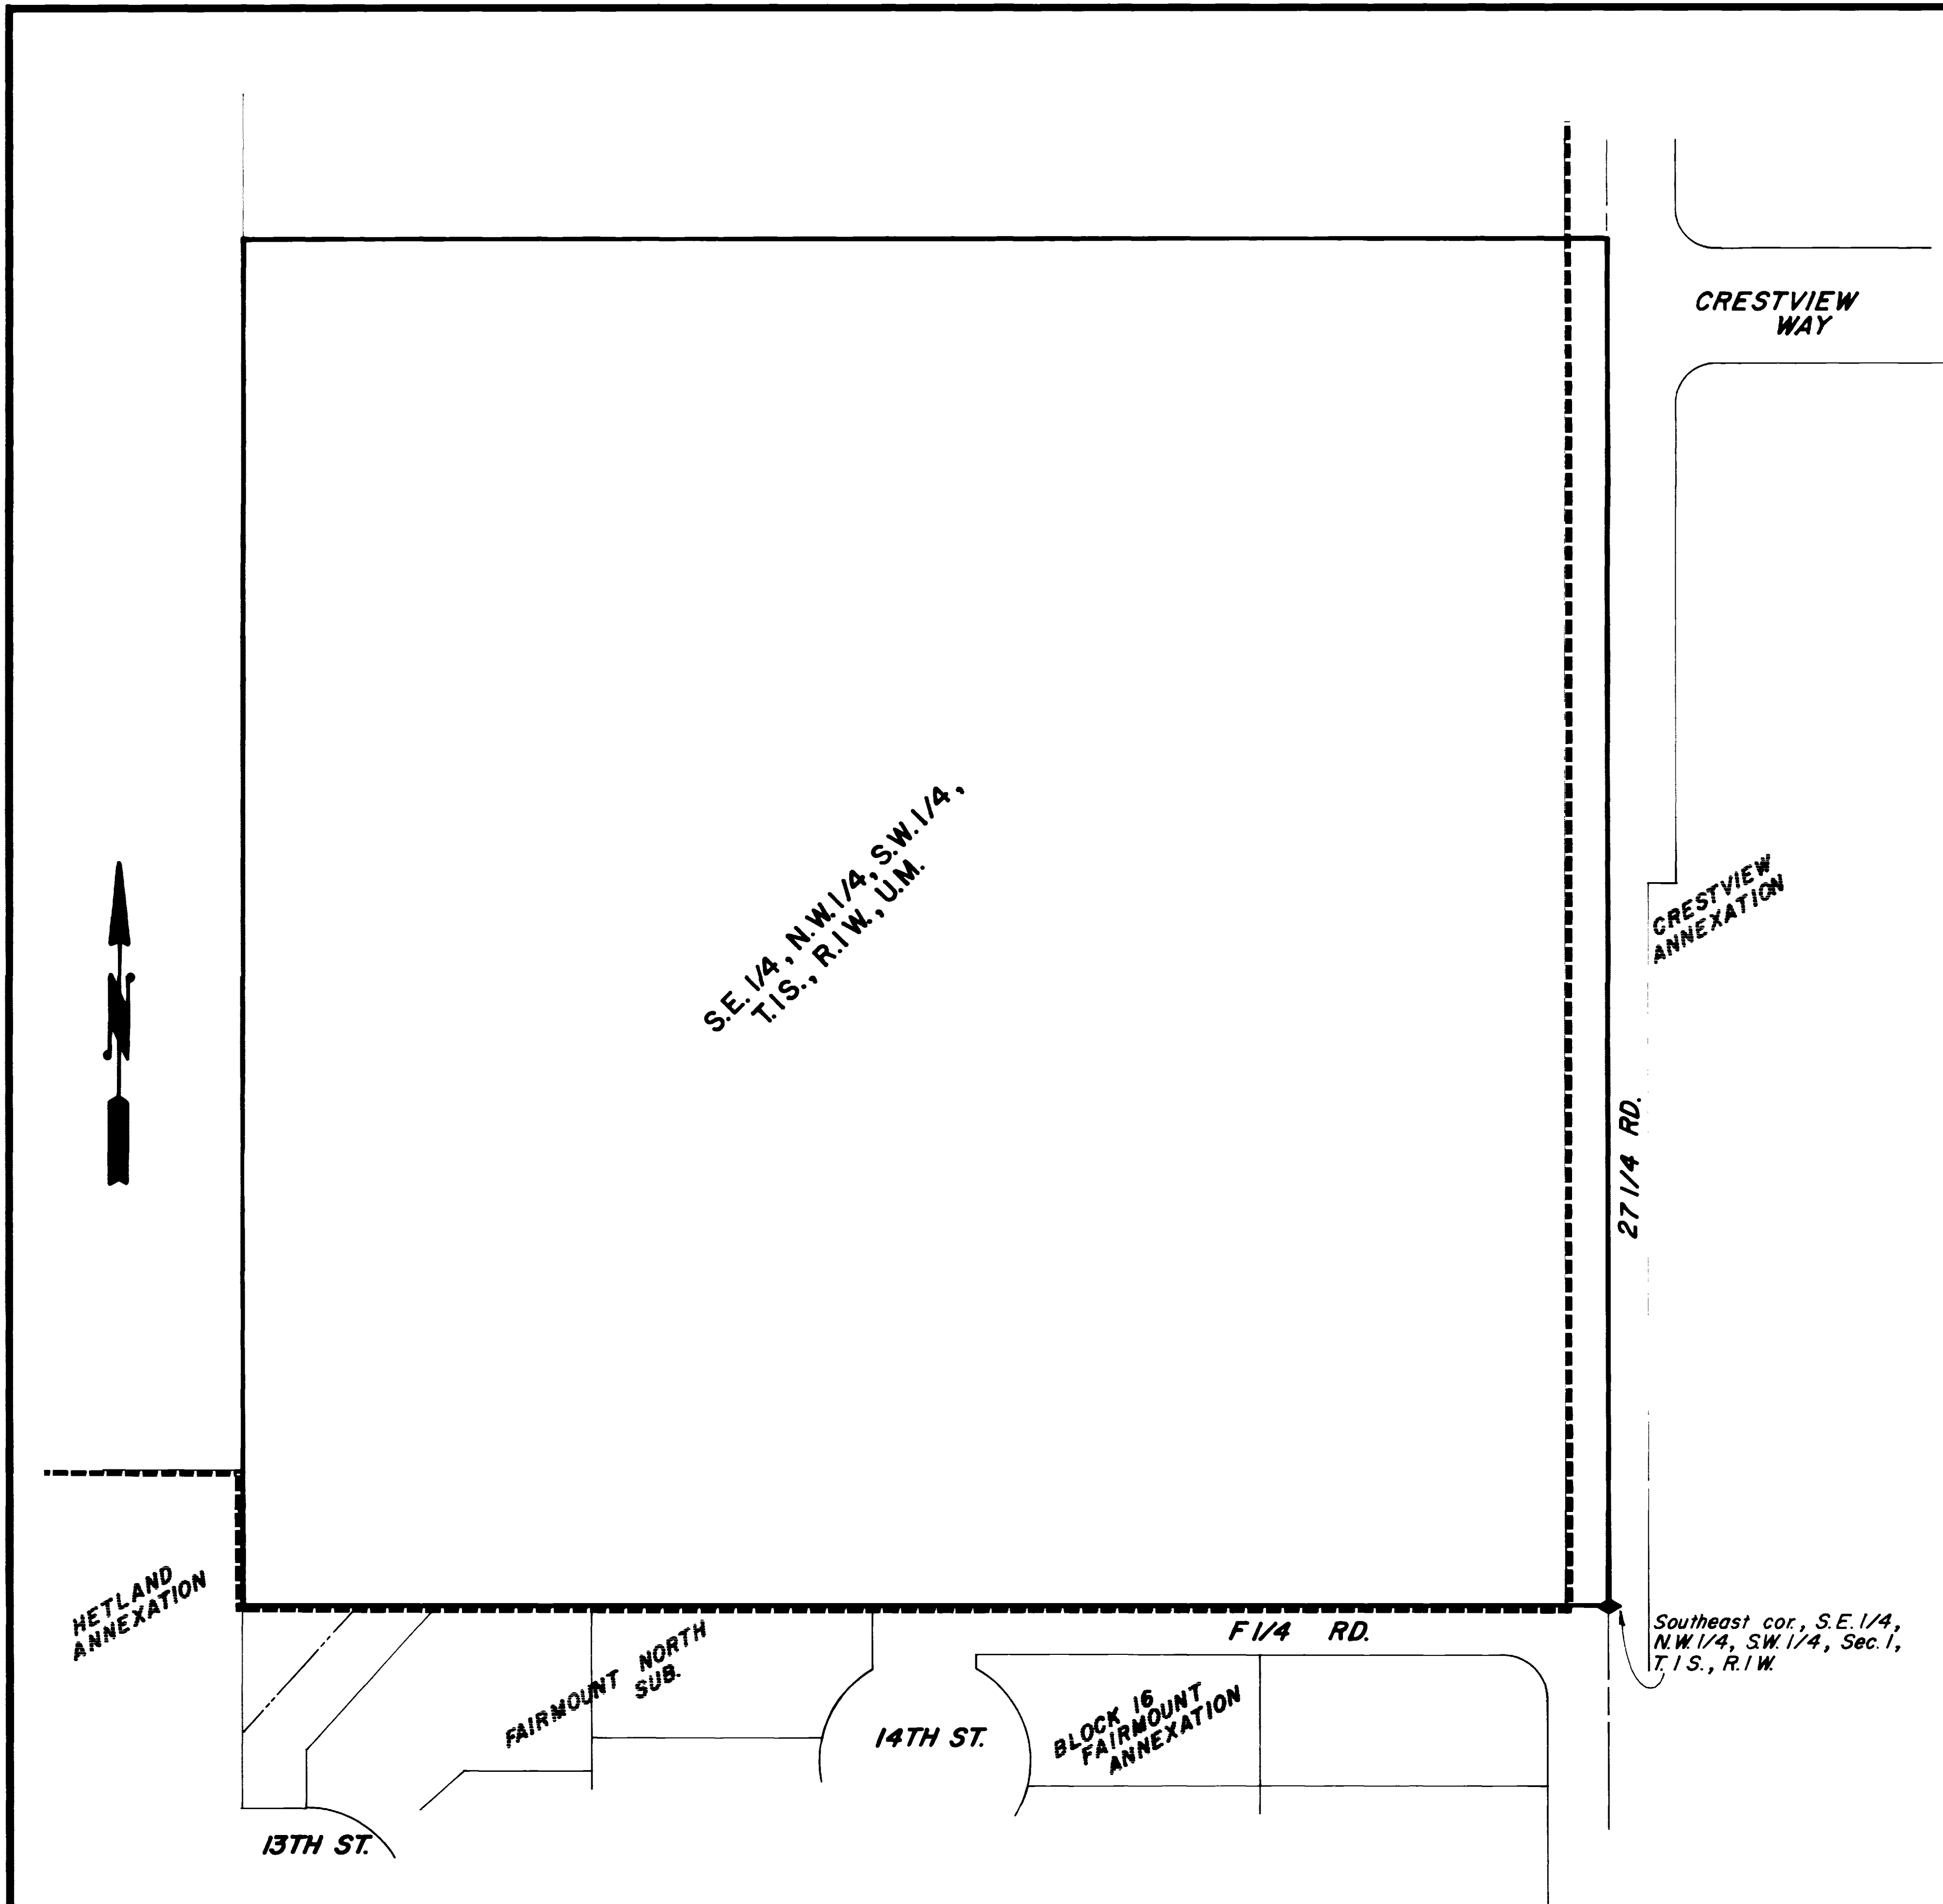 CRESTVIEW
WAY
S.E. 1/4, N.W. 1/4, S.W. 1/4,
T.1S., R.1W., U.M.
CRESTVIEW
ANNEXATION
N
27 1/4 RD.
HETLAND
ANNEXATION
F 1/4 RD.
Southeast cor., S.E. 1/4,
N.W. 1/4, S.W. 1/4, Sec. 1,
T. 1 S., R. 1 W.
FAIRMOUNT NORTH
SUB.
14TH ST.
BLOCK 16
FAIRMOUNT
ANNEXATION
13TH ST.